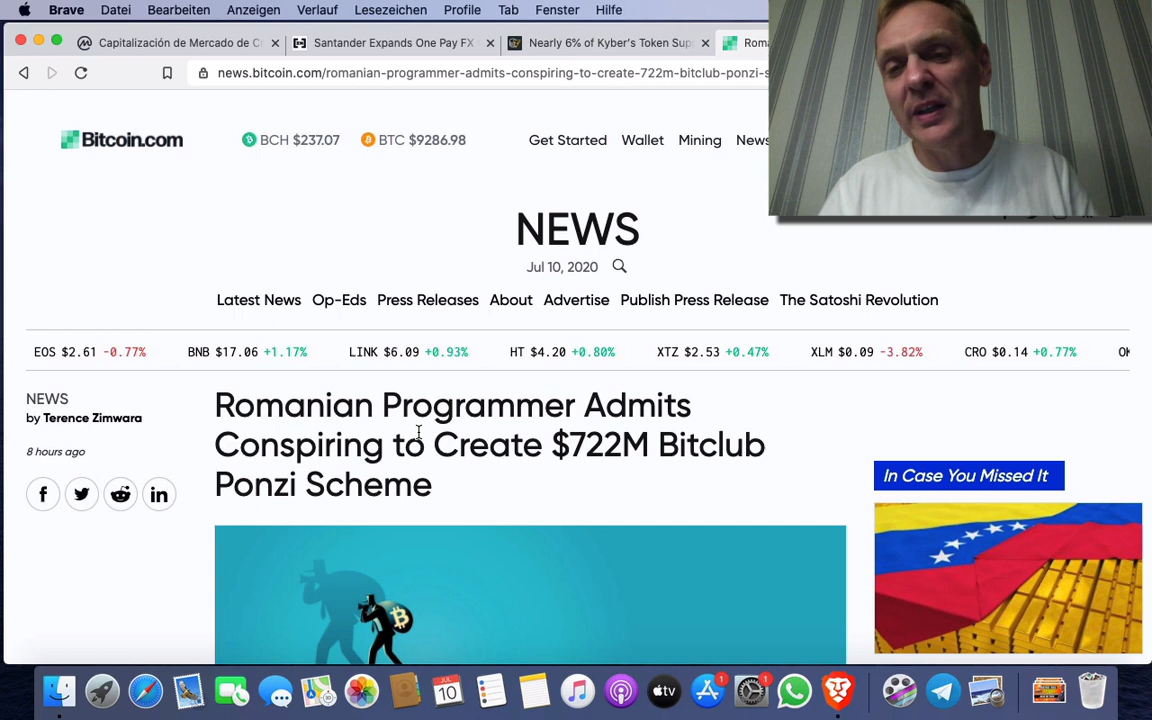 Brave Datei Bearbeiten Anzeigen Verlauf Lesezeichen Profile Tab Fenster Hilfe
Capitalización de Mercado de C
Santander Expands One Pay FX
Nearly 6% of Kyber's Token Sup
Roma
news.bitcoin.com/romanian-programmer-admits-conspiring-to-create-722m-bitclub-ponzi-s
Bitcoin.com
BCH $237.07
BTC $9286.98
Get Started Wallet Mining News
NEWS
Jul 10, 2020
Latest News Op-Eds Press Releases About Advertise Publish Press Release The Satoshi Revolution
EOS $2.61 -0.77% BNB $17.06 +1.17% LINK $6.09 +0.93% HT $4.20 +0.80% XTZ $2.53 +0.47% XLM $0.09 -3.82% CRO $0.14 +0.77%
NEWS
by Terence Zimwara
8 hours ago
Romanian Programmer Admits
Conspiring to Create $722M Bitclub
Ponzi Scheme
In Case You Missed It
JUL
10
tv
1
1